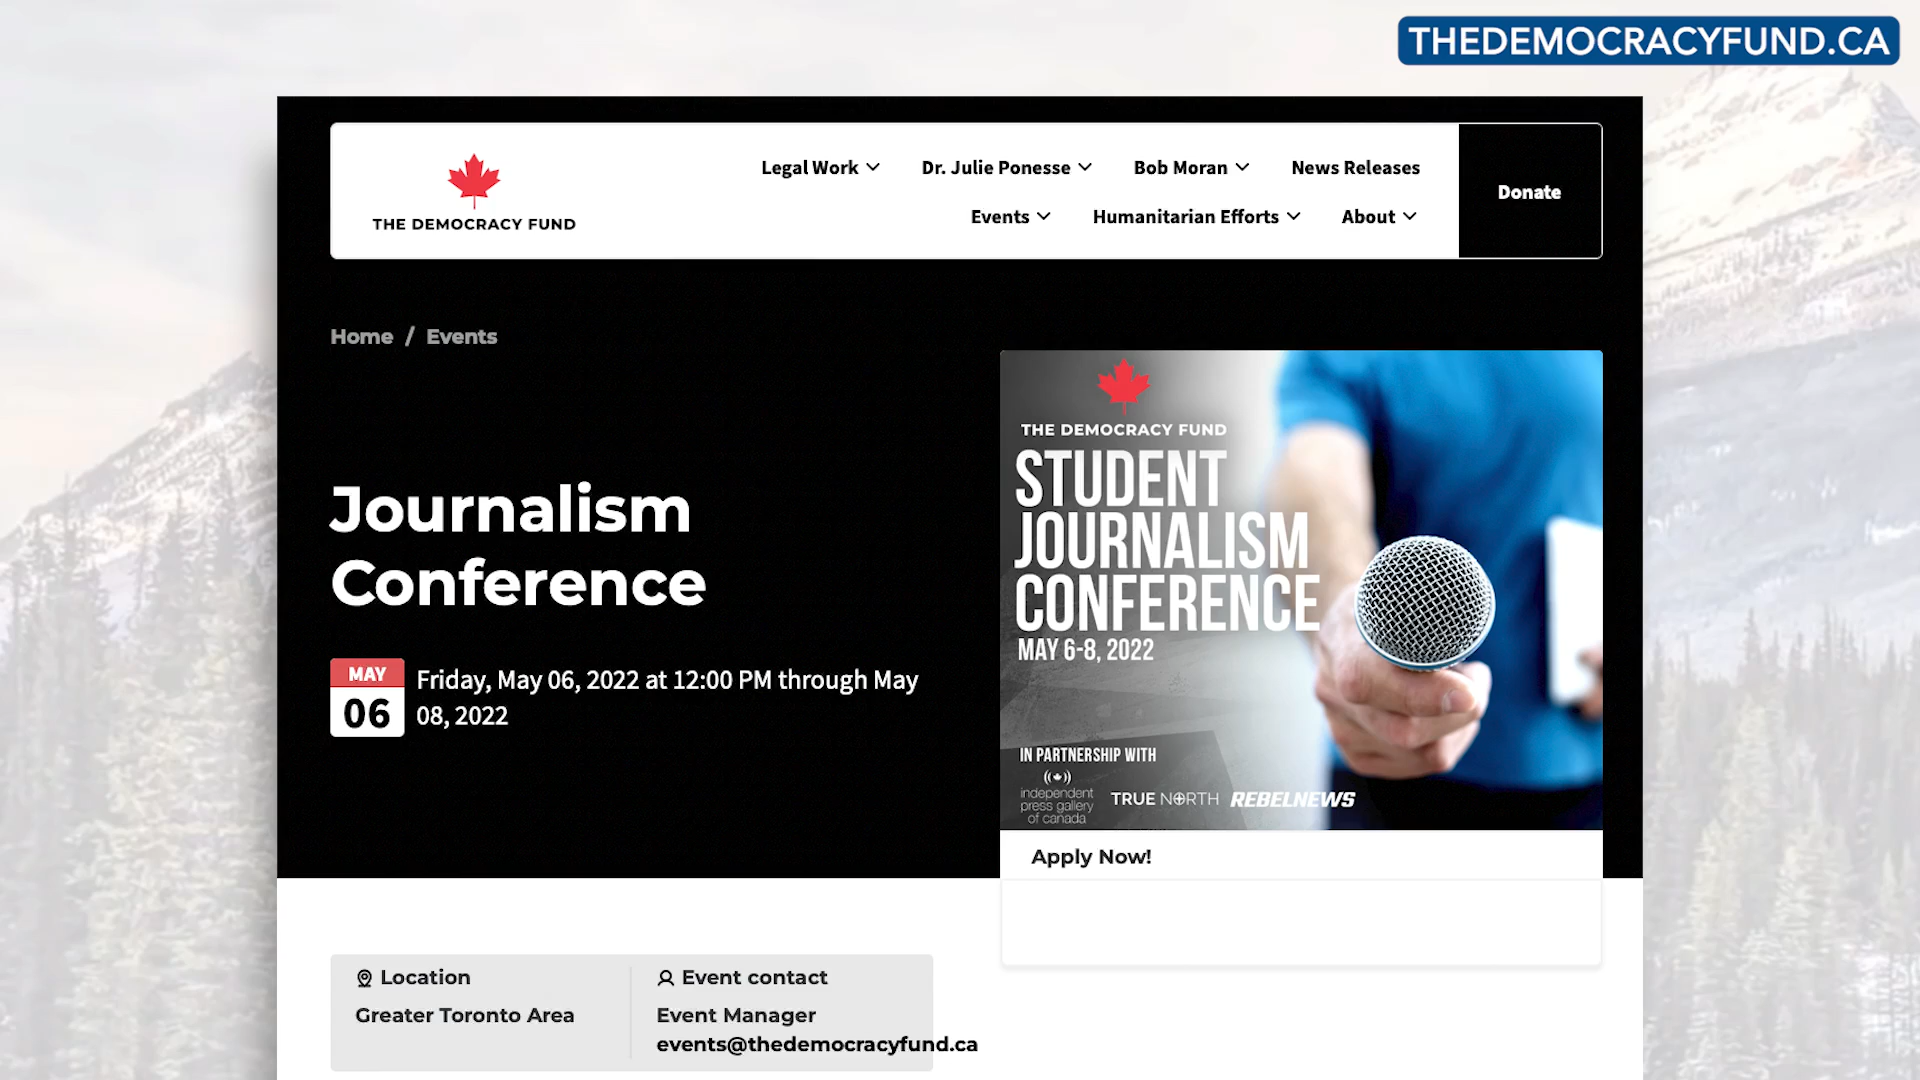 THEDEMOCRACYFUND.CA
THE DEMOCRACY FUND
Legal Work
Dr. Julie Ponesse
Bob Moran
News Releases
Events
Humanitarian Efforts
About
Donate
Home / Events
Journalism
Conference
MAY
06
Friday, May 06, 2022 at 12:00 PM through May
08, 2022
THE DEMOCRACY FUND
STUDENT
JOURNALISM
CONFERENCE
MAY 6-8, 2022
IN PARTNERSHIP WITH
independent
press gallery
of canada
TRUE NORTH
REBELNEWS
Apply Now!
Location
Greater Toronto Area
Event contact
Event Manager
events@thedemocracyfund.ca